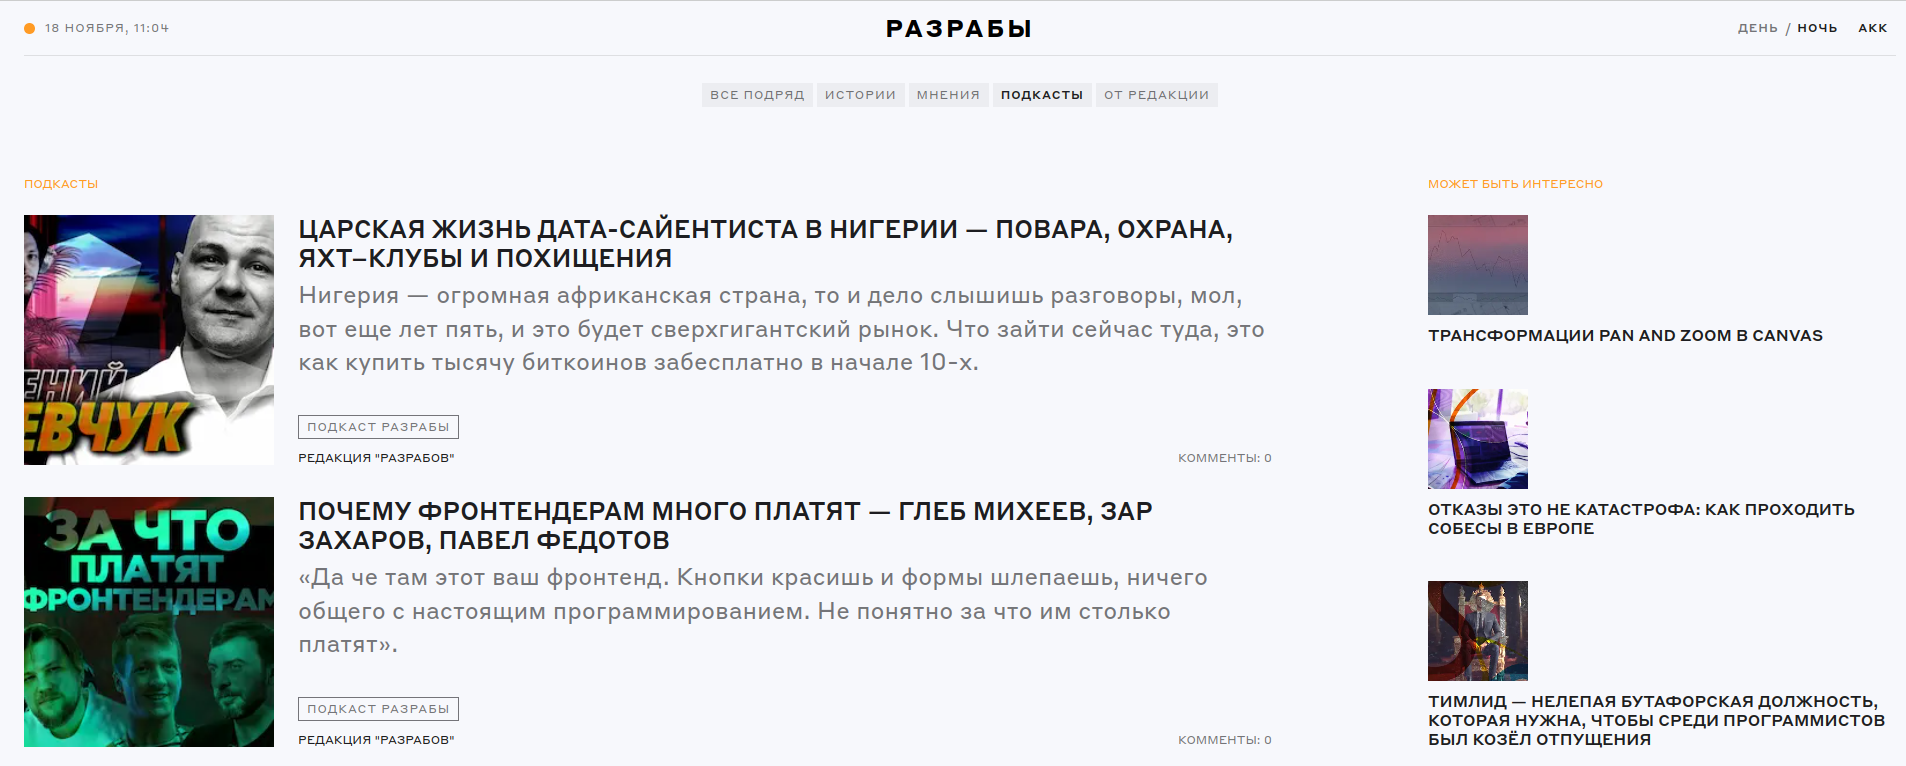 18 НОЯБРЯ, 11:04
РАЗРАБЫ
ДЕНЬ / НОЧЬ АКК
ВСЕ ПОДРЯД ИСТОРИИ МНЕНИЯ ПОДКАСТЫ ОТ РЕДАКЦИИ
ПОДКАСТЫ
ЕНИЙ
ЕВЧУК
ЦАРСКАЯ ЖИЗНЬ ДАТА-САЙЕНТИСТА В НИГЕРИИ — ПОВАРА, ОХРАНА,
ЯХТ–КЛУБЫ И ПОХИЩЕНИЯ
Нигерия — огромная африканская страна, то и дело слышишь разговоры, мол,
вот еще лет пять, и это будет сверхгигантский рынок. Что зайти сейчас туда, это
как купить тысячу биткоинов забесплатно в начале 10-х.
ПОДКАСТ РАЗРАБЫ
РЕДАКЦИЯ "РАЗРАБОВ"
КОММЕНТЫ: 0
ЗА ЧТО
ПЛАТЯТ
ФРОНТЕНДЕРАМ
ПОЧЕМУ ФРОНТЕНДЕРАМ МНОГО ПЛАТЯТ — ГЛЕБ МИХЕЕВ, ЗАР
ЗАХАРОВ, ПАВЕЛ ФЕДОТОВ
«Да че там этот ваш фронтенд. Кнопки красишь и формы шлепаешь, ничего
общего с настоящим программированием. Не понятно за что им столько
платят».
ПОДКАСТ РАЗРАБЫ
РЕДАКЦИЯ "РАЗРАБОВ"
КОММЕНТЫ: 0
МОЖЕТ БЫТЬ ИНТЕРЕСНО
ТРАНСФОРМАЦИИ PAN AND ZOOM В CANVAS
ОТКАЗЫ ЭТО НЕ КАТАСТРОФА: КАК ПРОХОДИТЬ
СОБЕСЫ В ЕВРОПЕ
ТИМЛИД — НЕЛЕПАЯ БУТАФОРСКАЯ ДОЛЖНОСТЬ,
КОТОРАЯ НУЖНА, ЧТОБЫ СРЕДИ ПРОГРАММИСТОВ
БЫЛ КОЗЁЛ ОТПУЩЕНИЯ